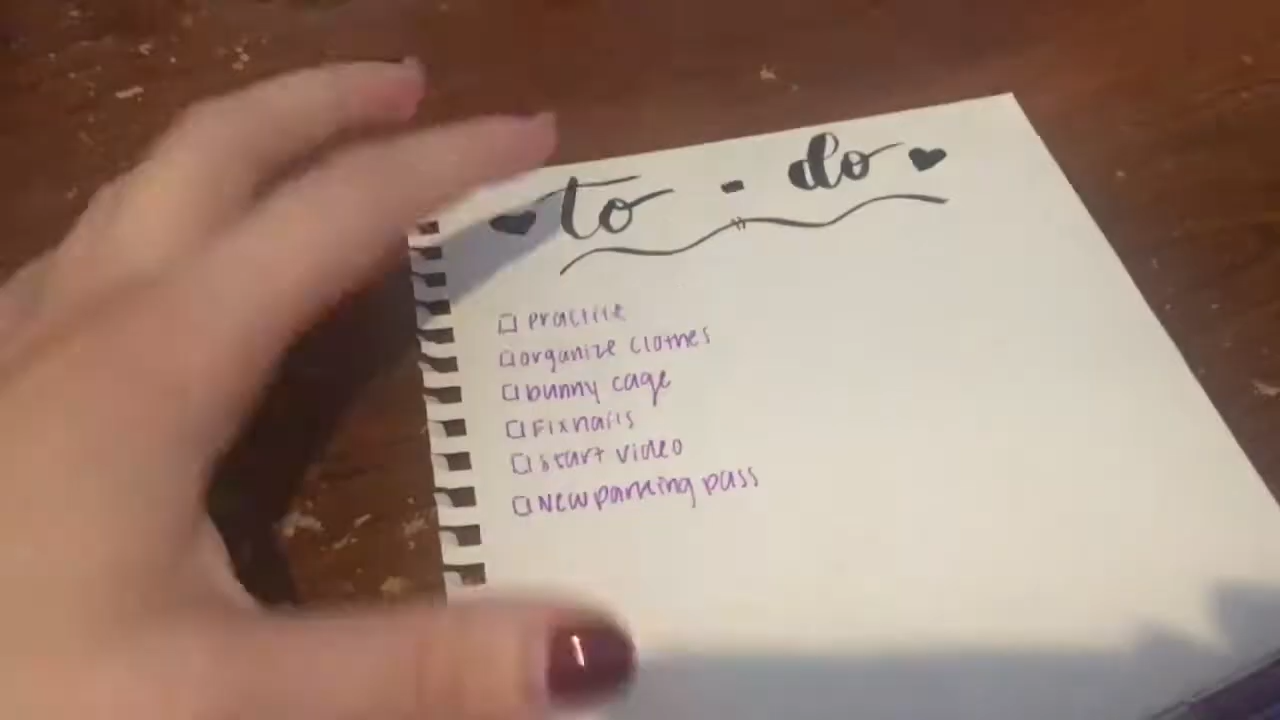 to - do
practice
organize clothes
bunny cage
Fix nails
start video
New parking pass